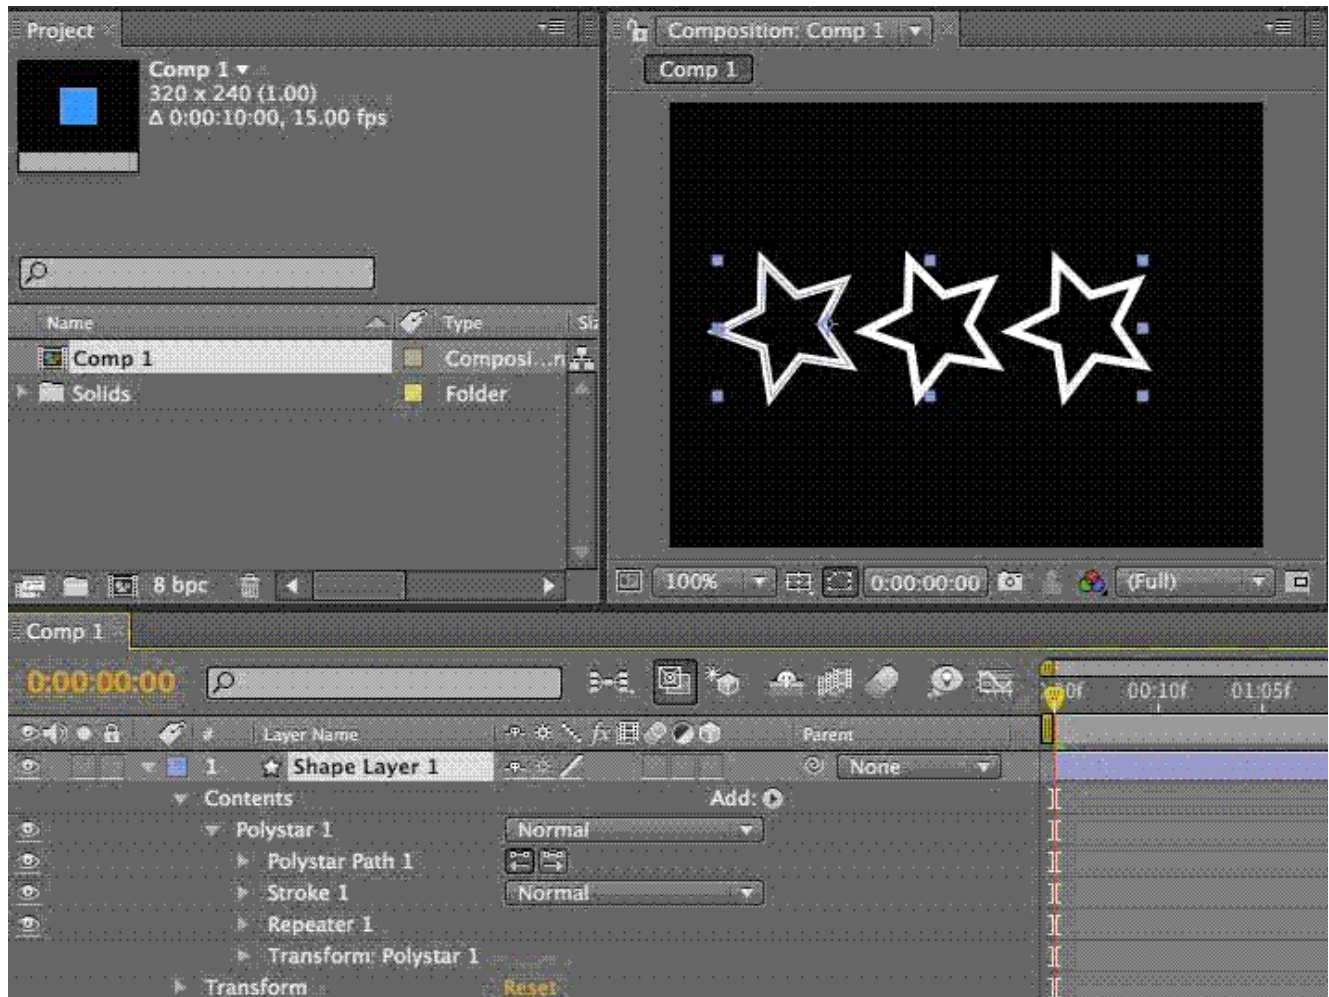 Project
Comp 1
320 x 240 (1.00)
Δ 0:00:10:00, 15.00 fps
Name Type Siz
Comp 1 Composi...n
Solids Folder
8 bpc
Composition: Comp 1
Comp 1
100% 0:00:00:00 (Full)
Comp 1
0:00:00:00
00:10f 01:05f
# Layer Name fx Parent
1 Shape Layer 1 None
Contents Add:
Polystar 1 Normal
Polystar Path 1
Stroke 1 Normal
Repeater 1
Transform: Polystar 1
Transform Reset